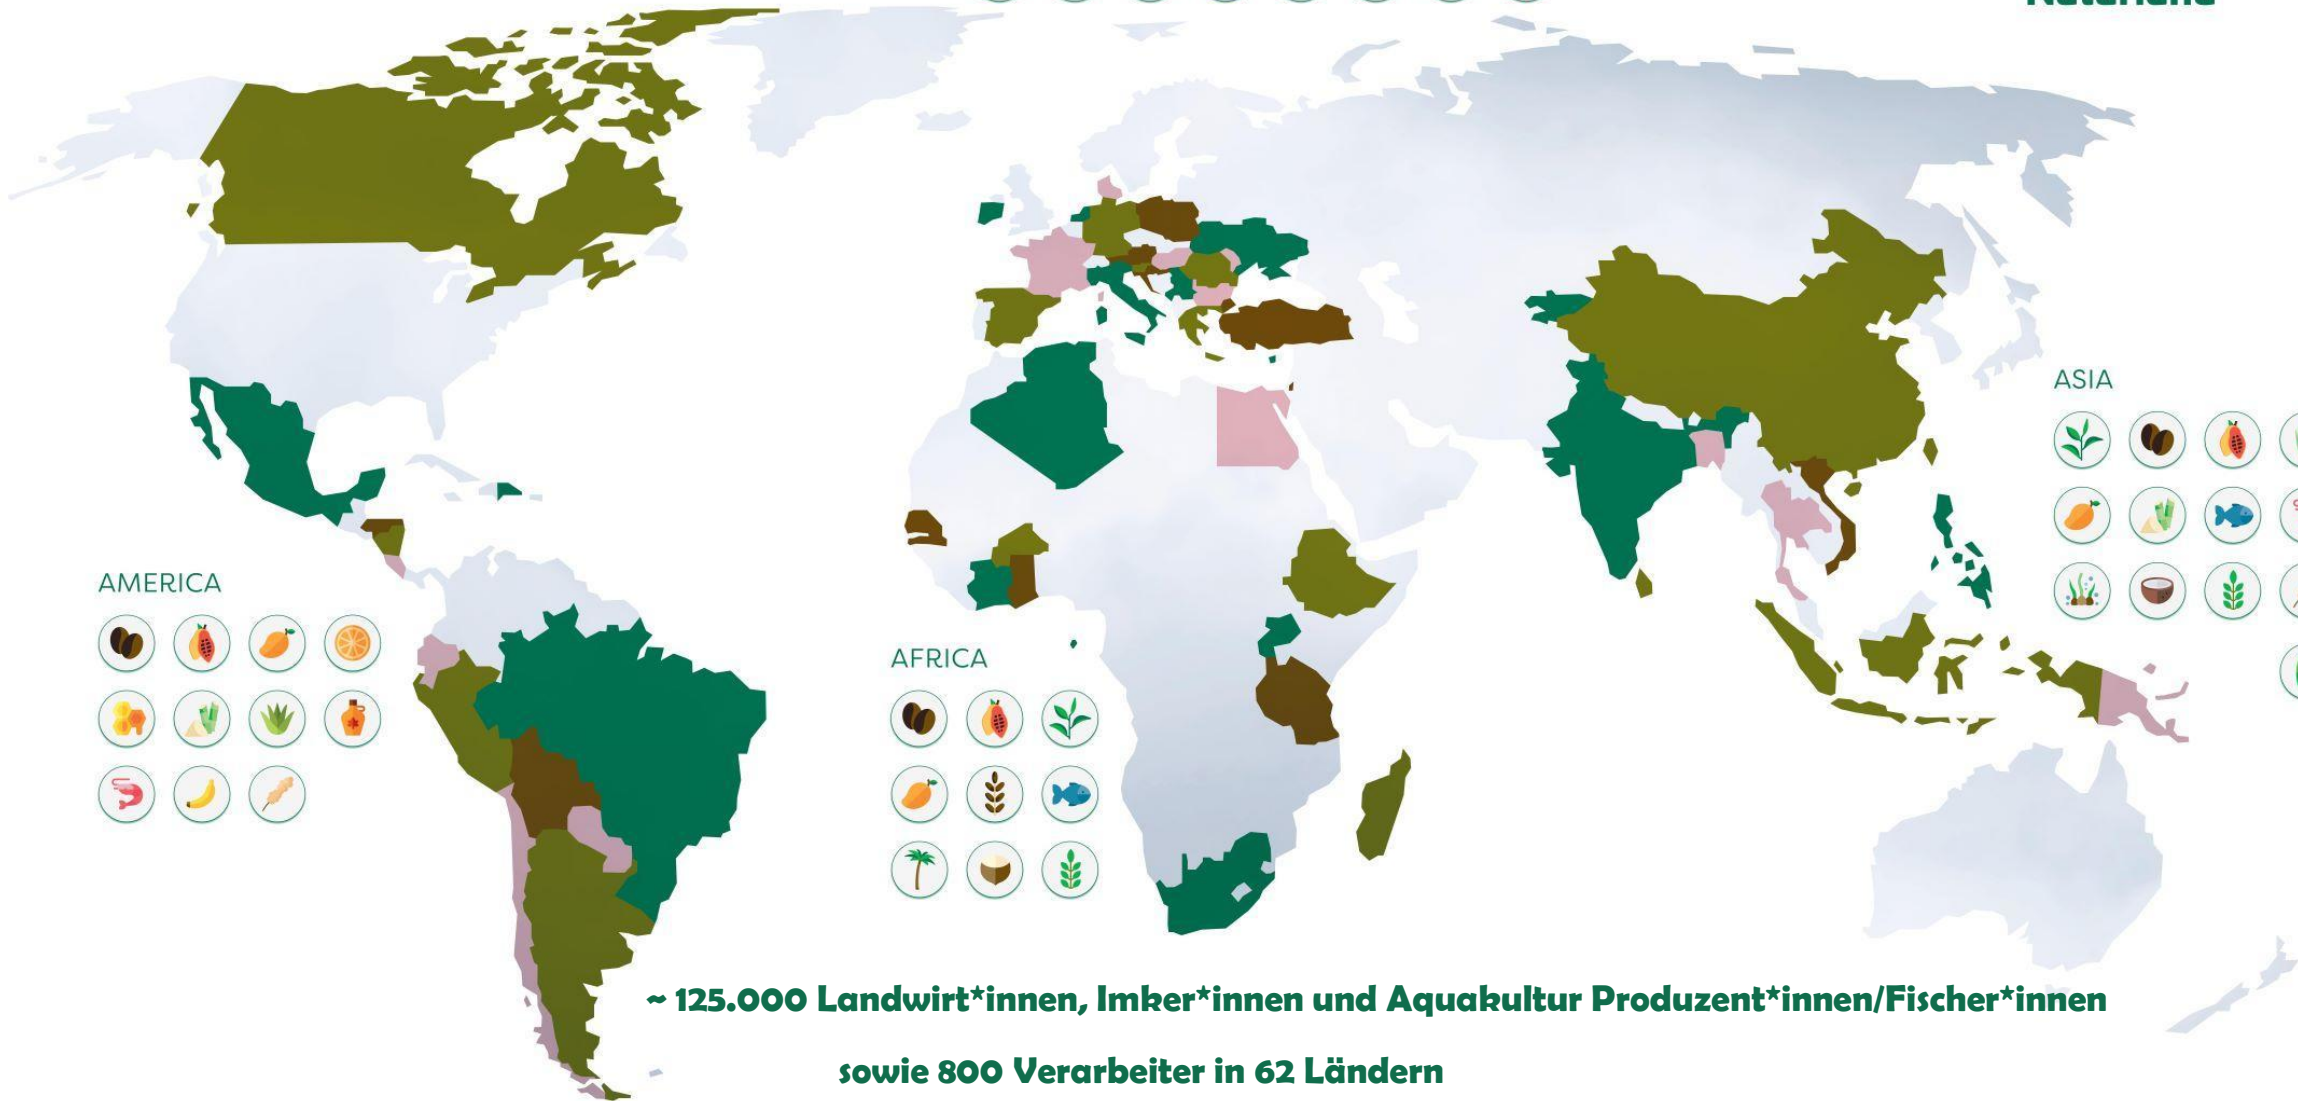 ASIA
AMERICA
AFRICA
~ 125.000 Landwirt*innen, Imker*innen und Aquakultur Produzent*innen/Fischer*innen
sowie 800 Verarbeiter in 62 Ländern